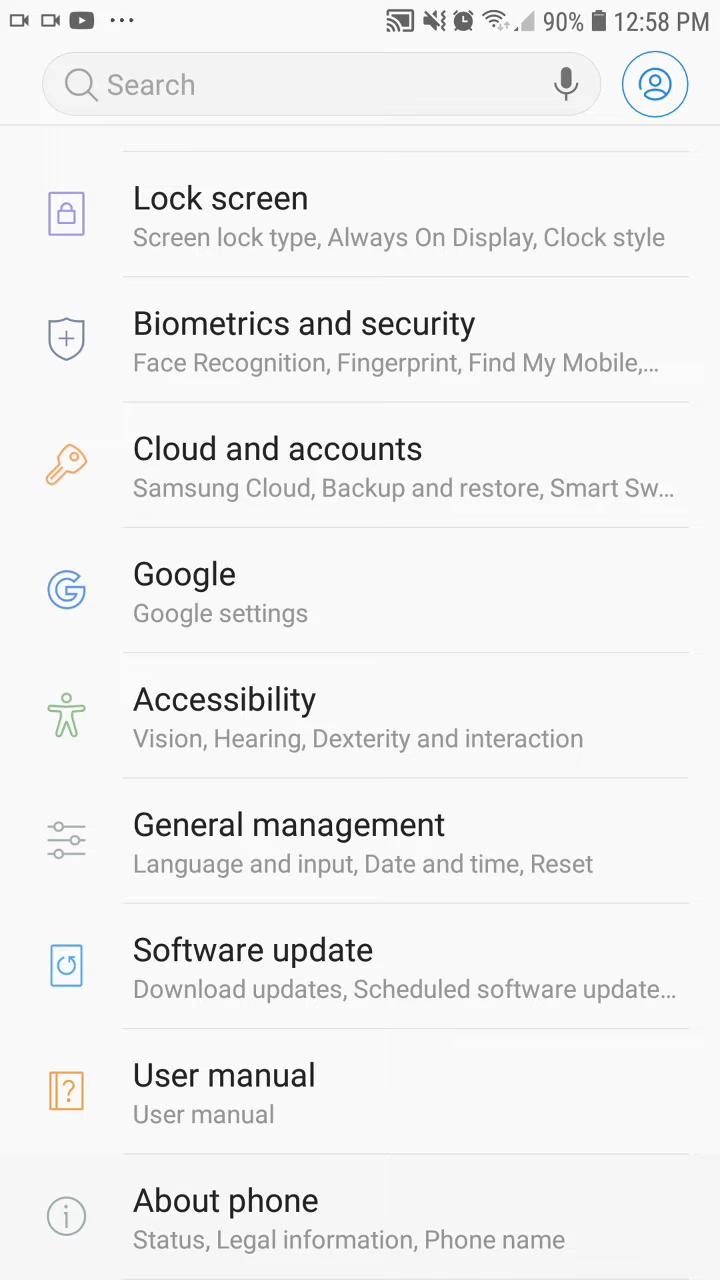 90% 12:58 PM
Search
Lock screen
Screen lock type, Always On Display, Clock style
Biometrics and security
Face Recognition, Fingerprint, Find My Mobile,...
Cloud and accounts
Samsung Cloud, Backup and restore, Smart Sw...
Google
Google settings
Accessibility
Vision, Hearing, Dexterity and interaction
General management
Language and input, Date and time, Reset
Software update
Download updates, Scheduled software update...
User manual
User manual
About phone
Status, Legal information, Phone name